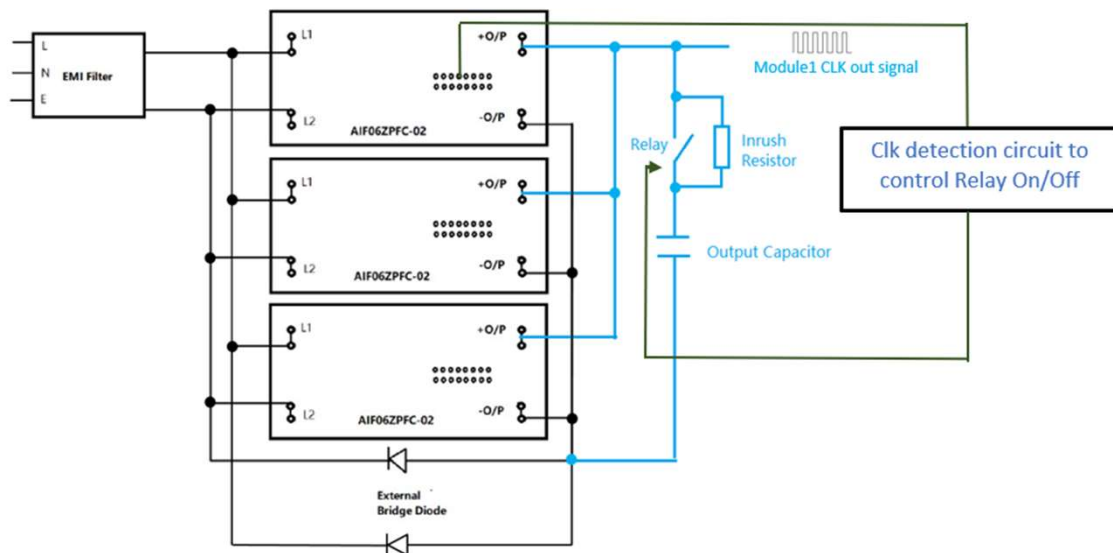 L
N
E
EMI Filter
L1
L2
+O/P
-O/P
AIF06ZPFC-02
L1
L2
+O/P
-O/P
AIF06ZPFC-02
L1
L2
+O/P
-O/P
AIF06ZPFC-02
External
Bridge Diode
Module1 CLK out signal
Relay
Inrush
Resistor
Output Capacitor
Clk detection circuit to
control Relay On/Off